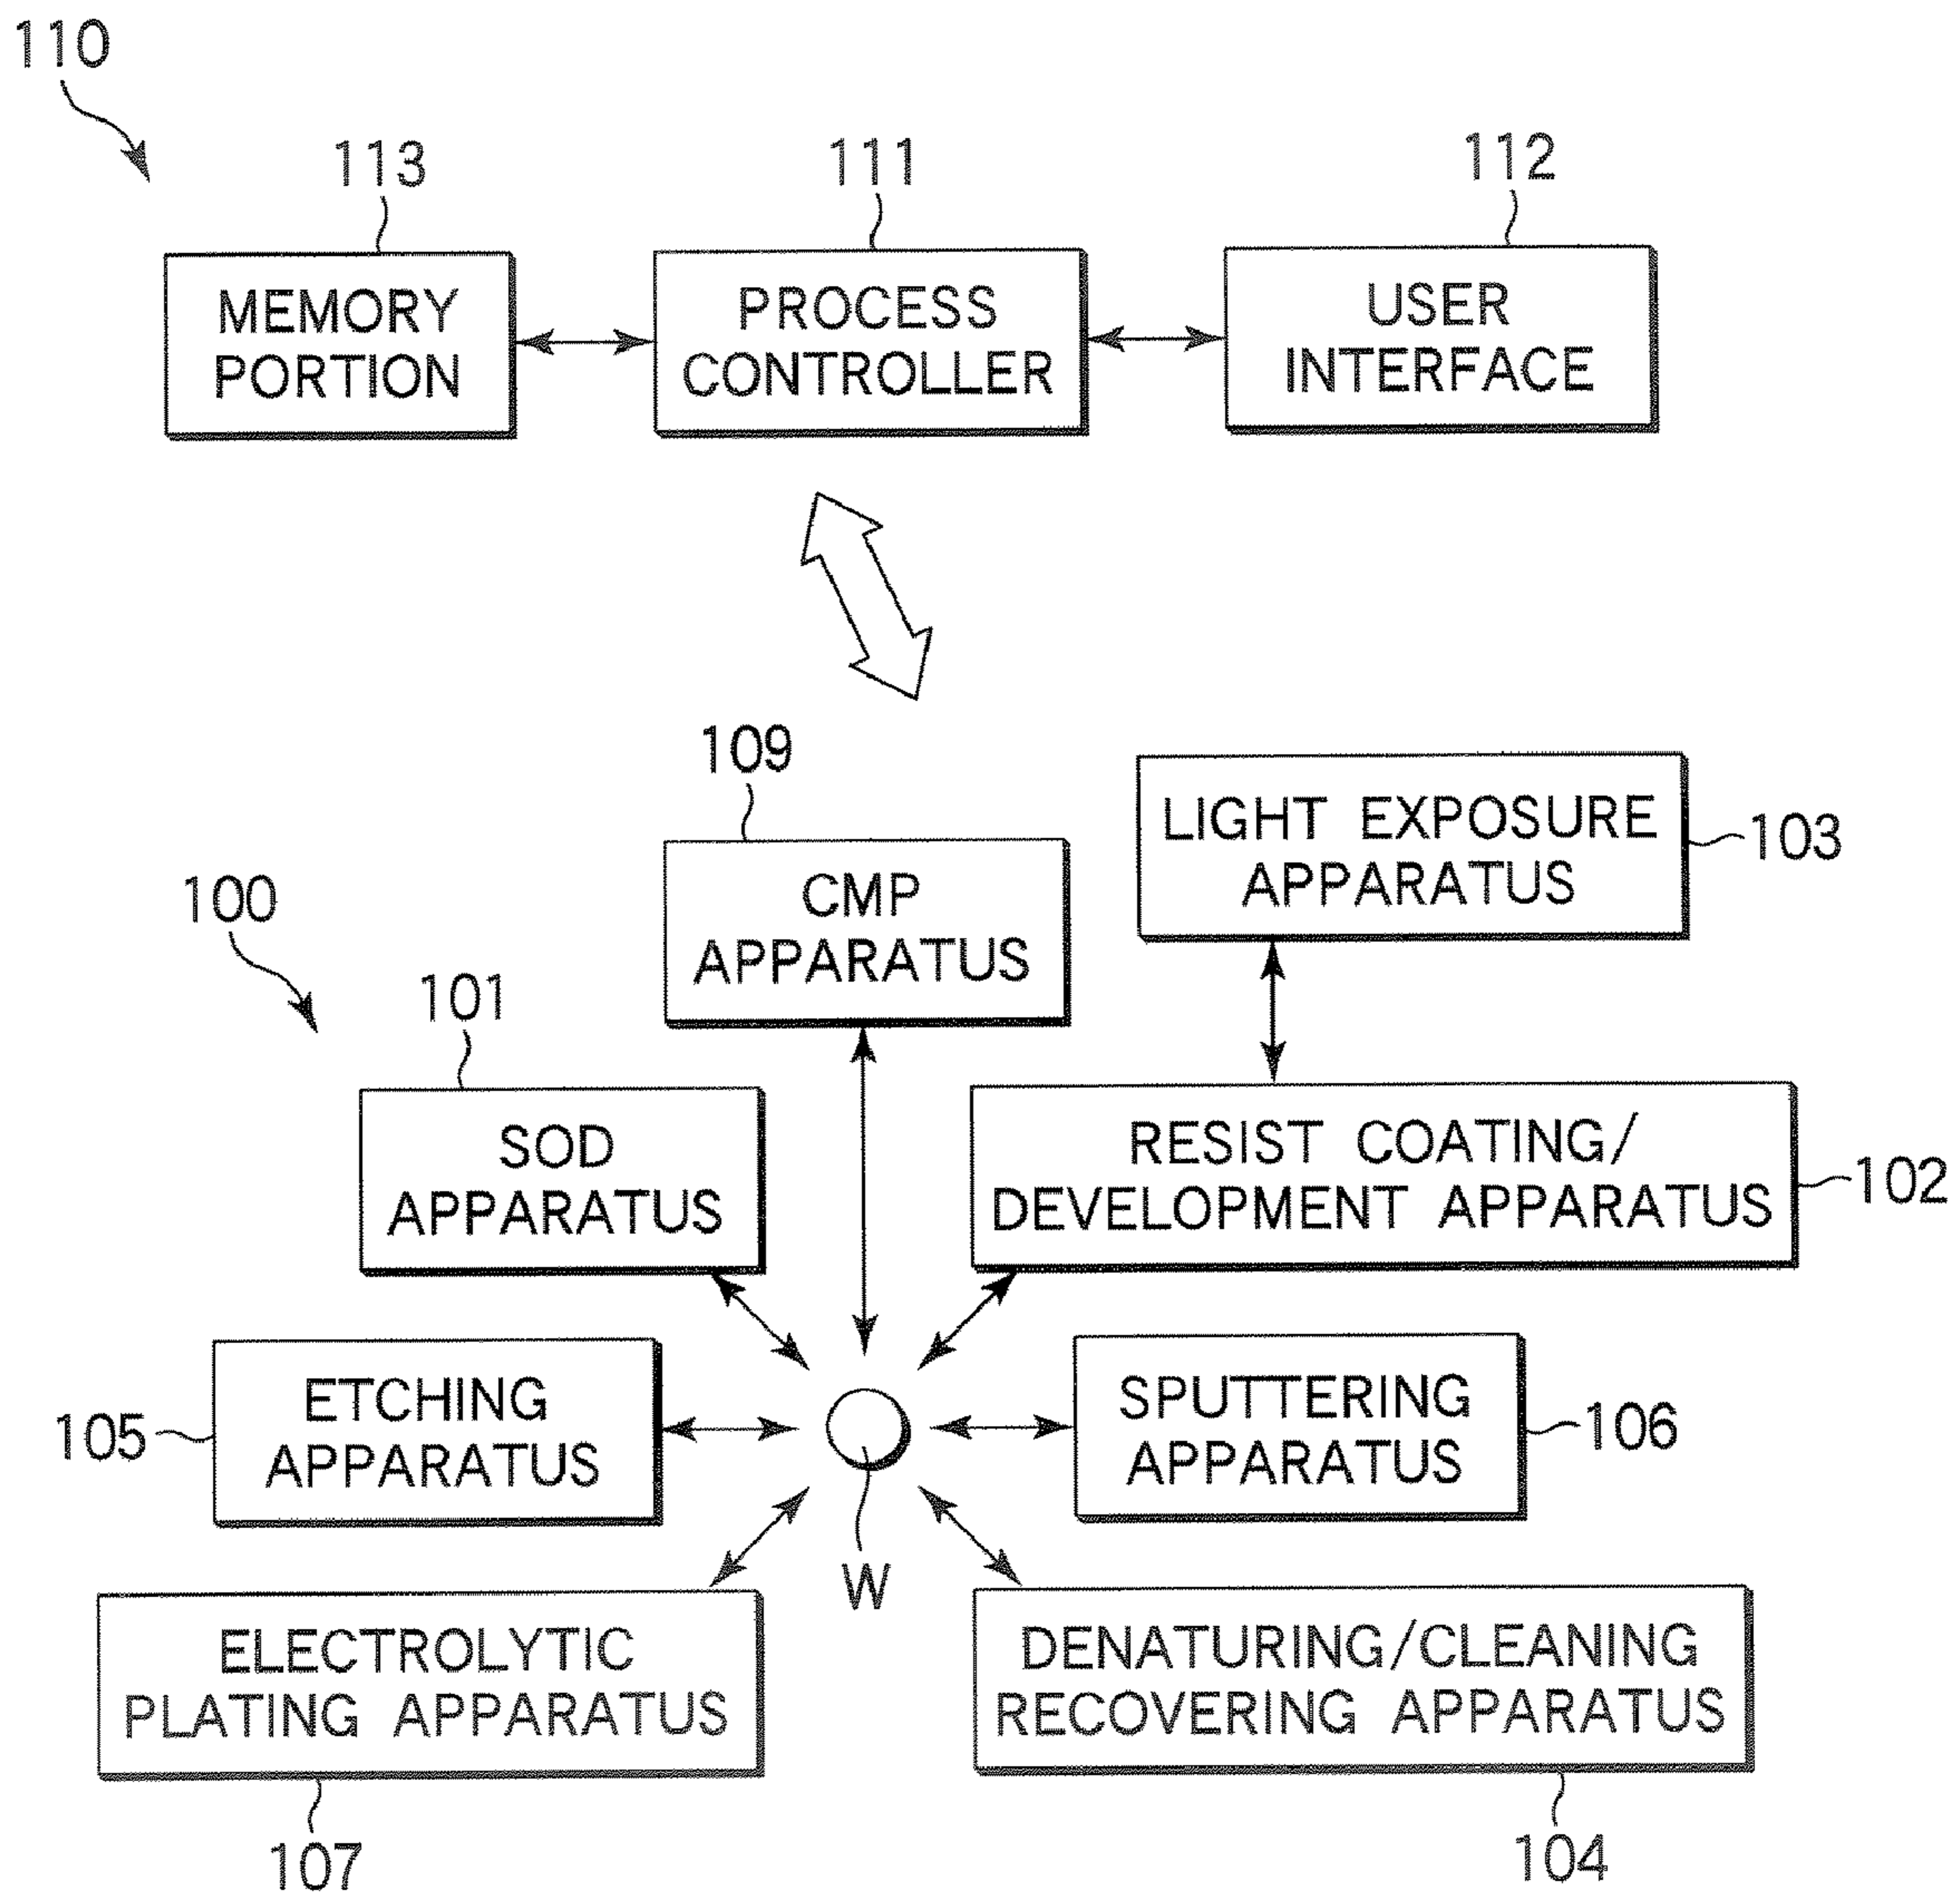 110
113
111
112
MEMORY
PORTION
PROCESS
CONTROLLER
USER
INTERFACE
109
103
LIGHT EXPOSURE
APPARATUS
100
CMP
APPARATUS
101
SOD
APPARATUS
RESIST COATING/
DEVELOPMENT APPARATUS
102
105
ETCHING
APPARATUS
SPUTTERING
APPARATUS
106
W
ELECTROLYTIC
PLATING APPARATUS
DENATURING/CLEANING
RECOVERING APPARATUS
107
104